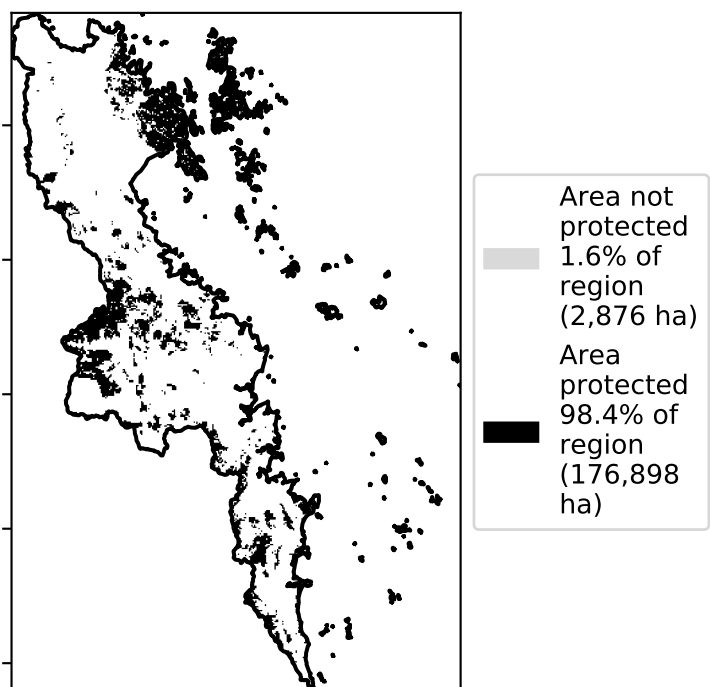 Area not
protected
1.6% of
region
(2,876 ha)
Area
protected
98.4% of
region
(176,898
ha)